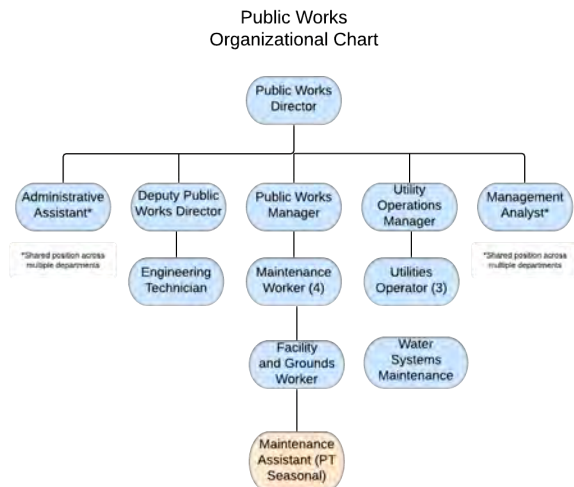 Public Works
Organizational Chart
Public Works
Director
Administrative
Assistant*
Deputy Public
Works Director
Public Works
Manager
Utility
Operations
Manager
Management
Analyst*
*Shared position across
multiple departments
*Shared position across
multiple departments
Engineering
Technician
Maintenance
Worker (4)
Utilities
Operator (3)
Facility
and Grounds
Worker
Water
Systems
Maintenance
Maintenance
Assistant (PT
Seasonal)